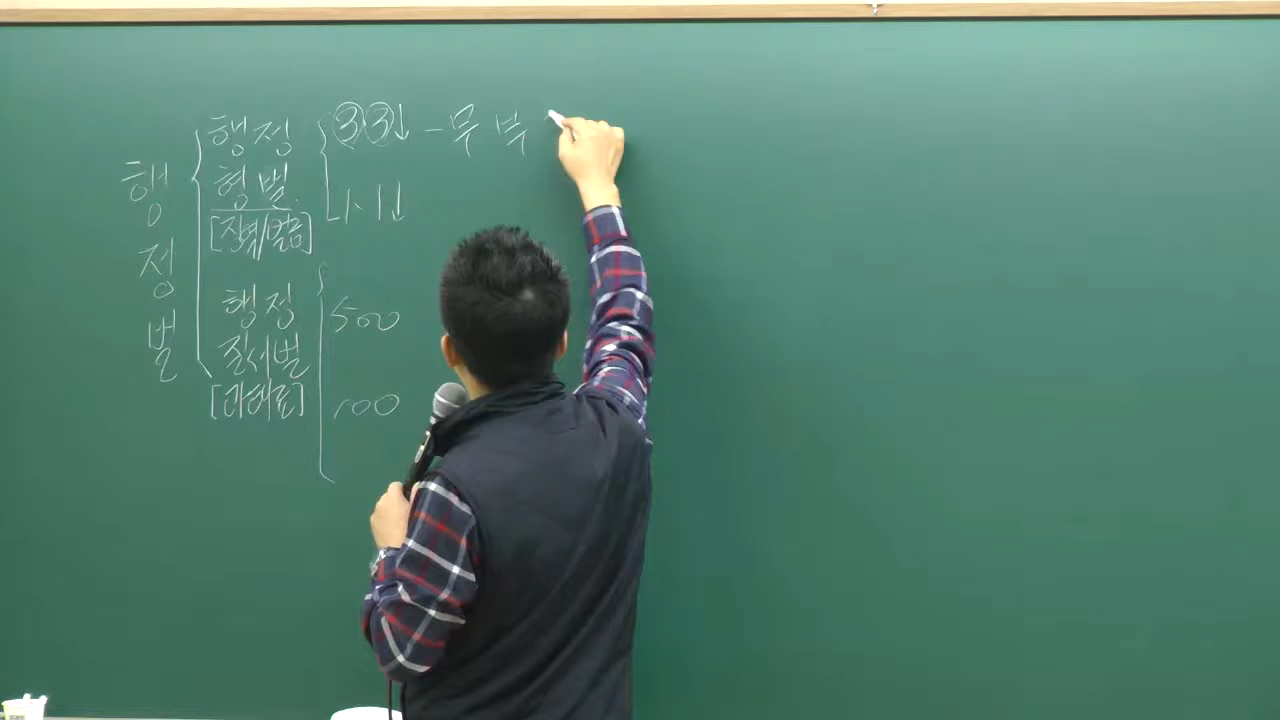 행정벌
행정
형벌
[징역/벌금]
③③↓ - 무 부
1. 1↓
행정
질서벌
[과태료]
500
100